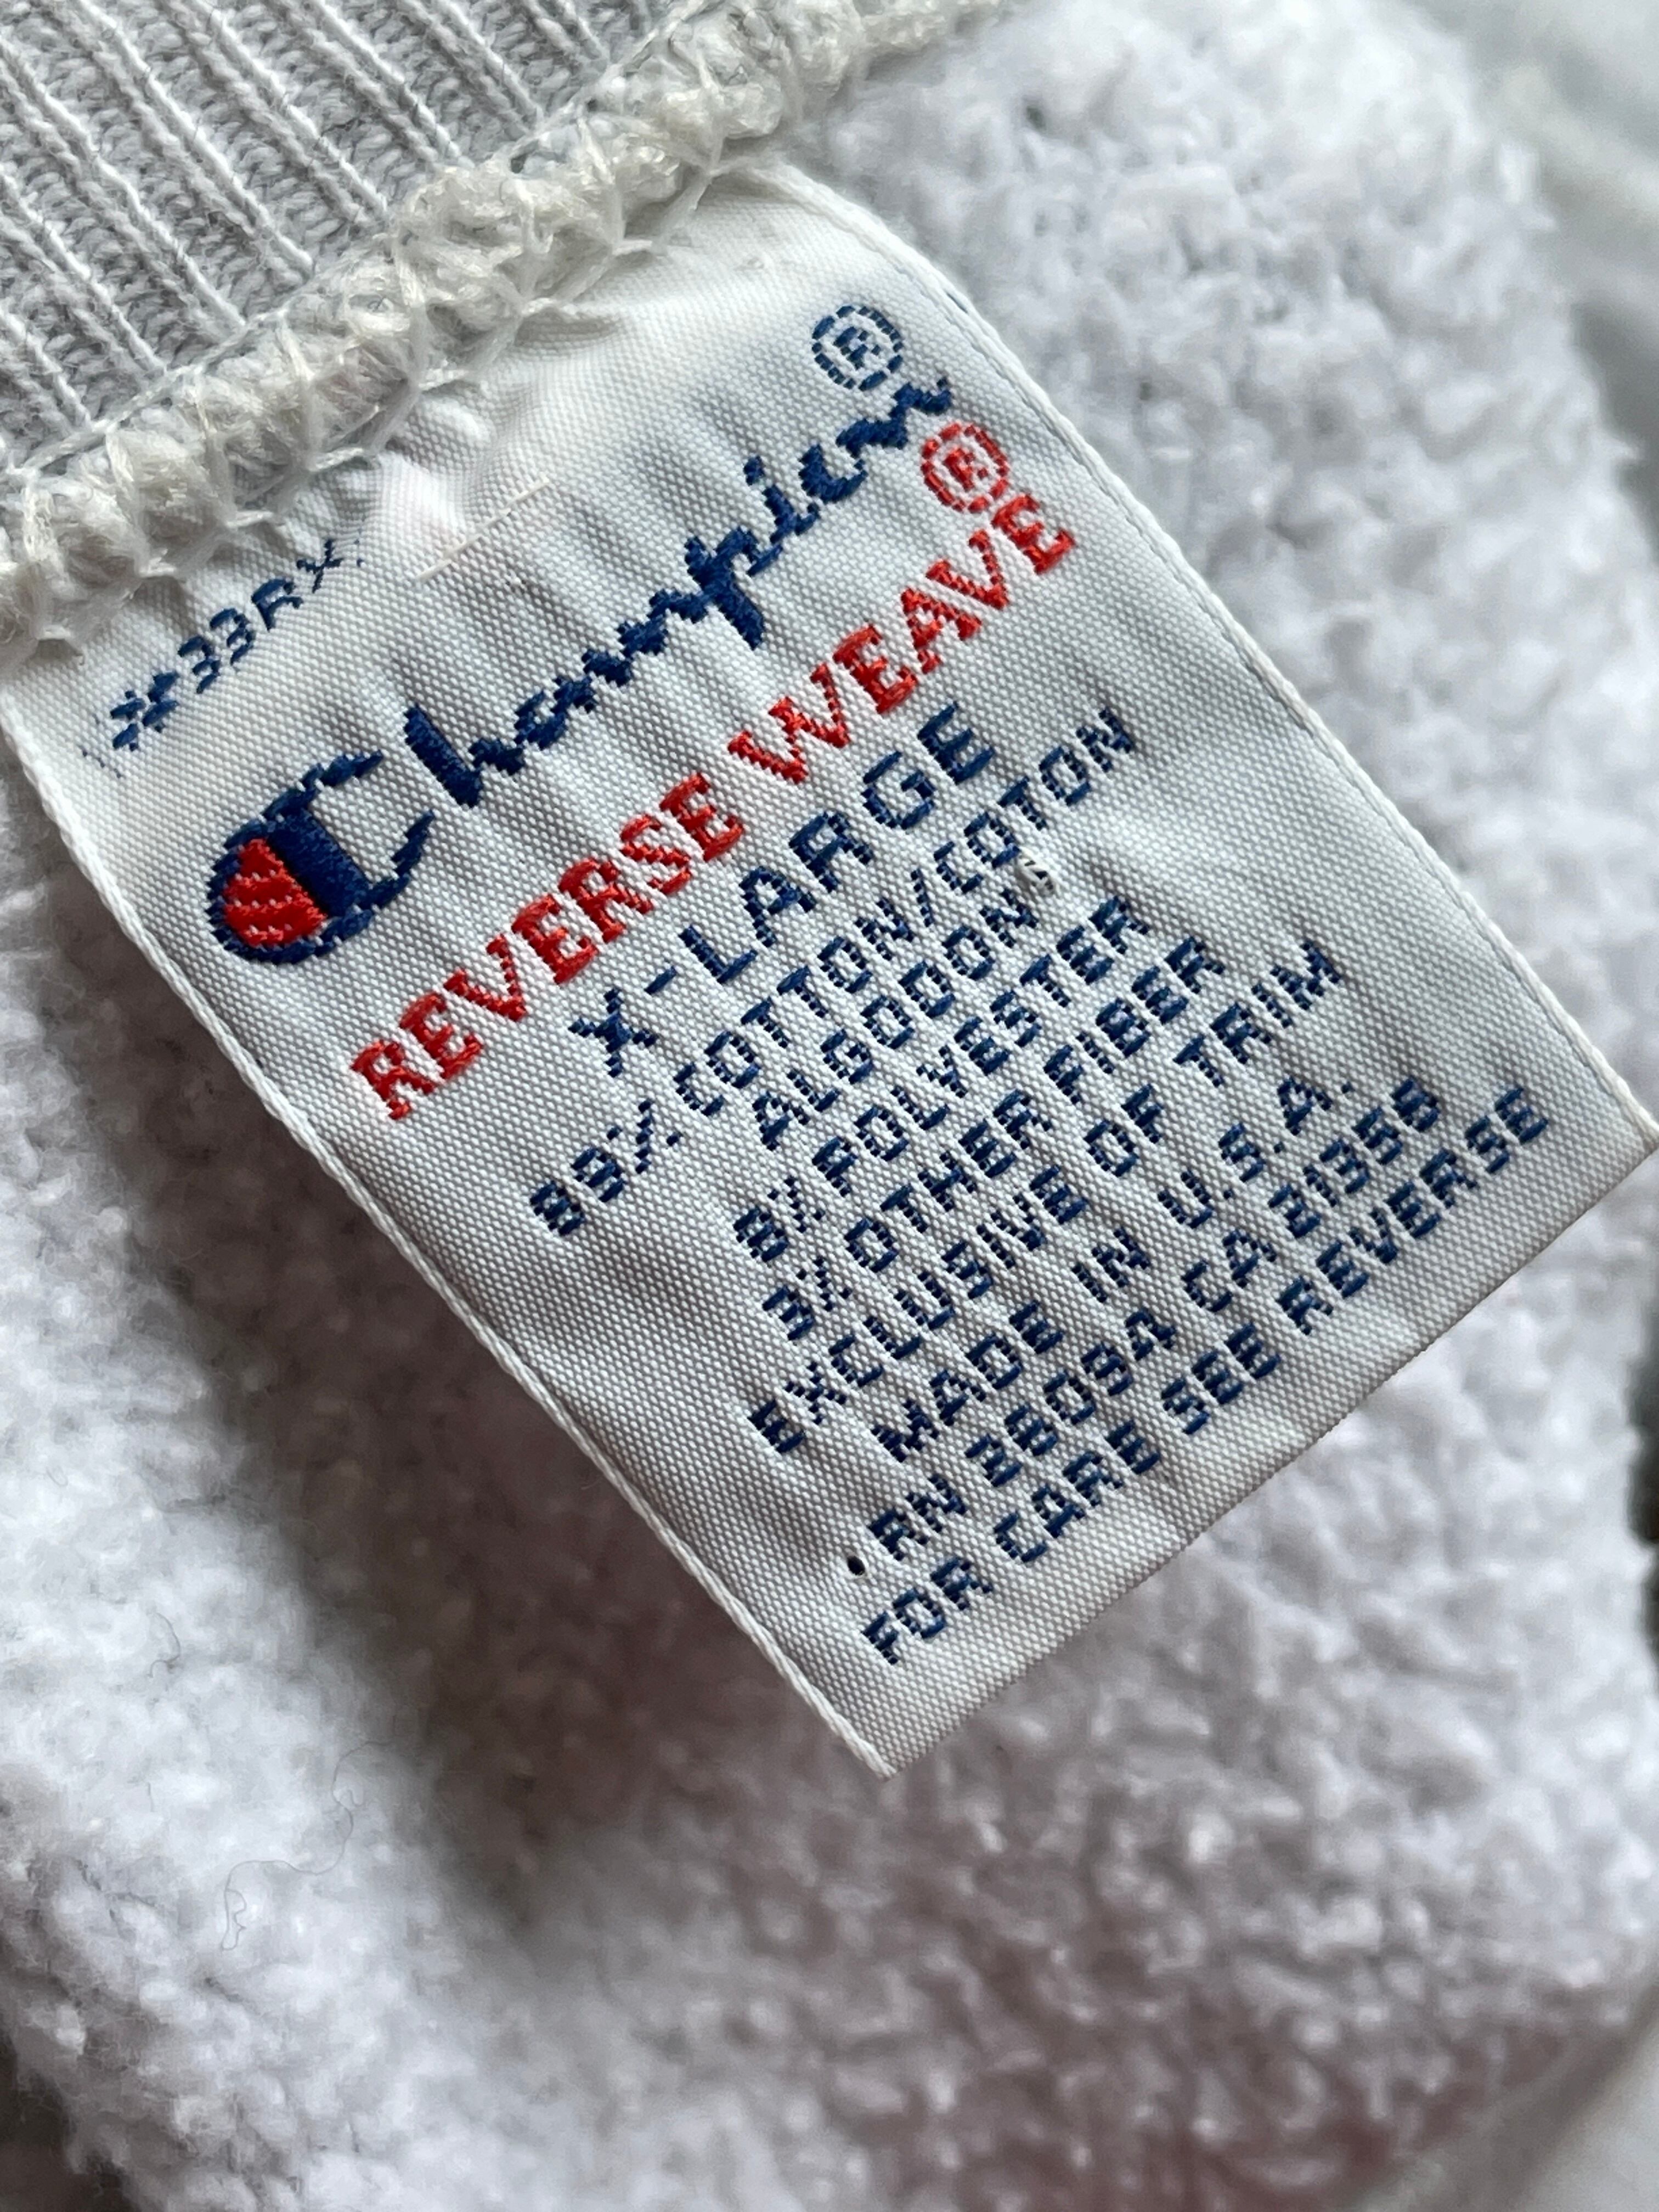 #33RX
Champion®
REVERSE WEAVE®
X-LARGE
89% COTTON/COTON
ALGODON
8% POLYESTER
3% OTHER FIBER
EXCLUSIVE OF TRIM
MADE IN U.S.A.
RN 26094 CA
FOR CARE SEE REVERSE